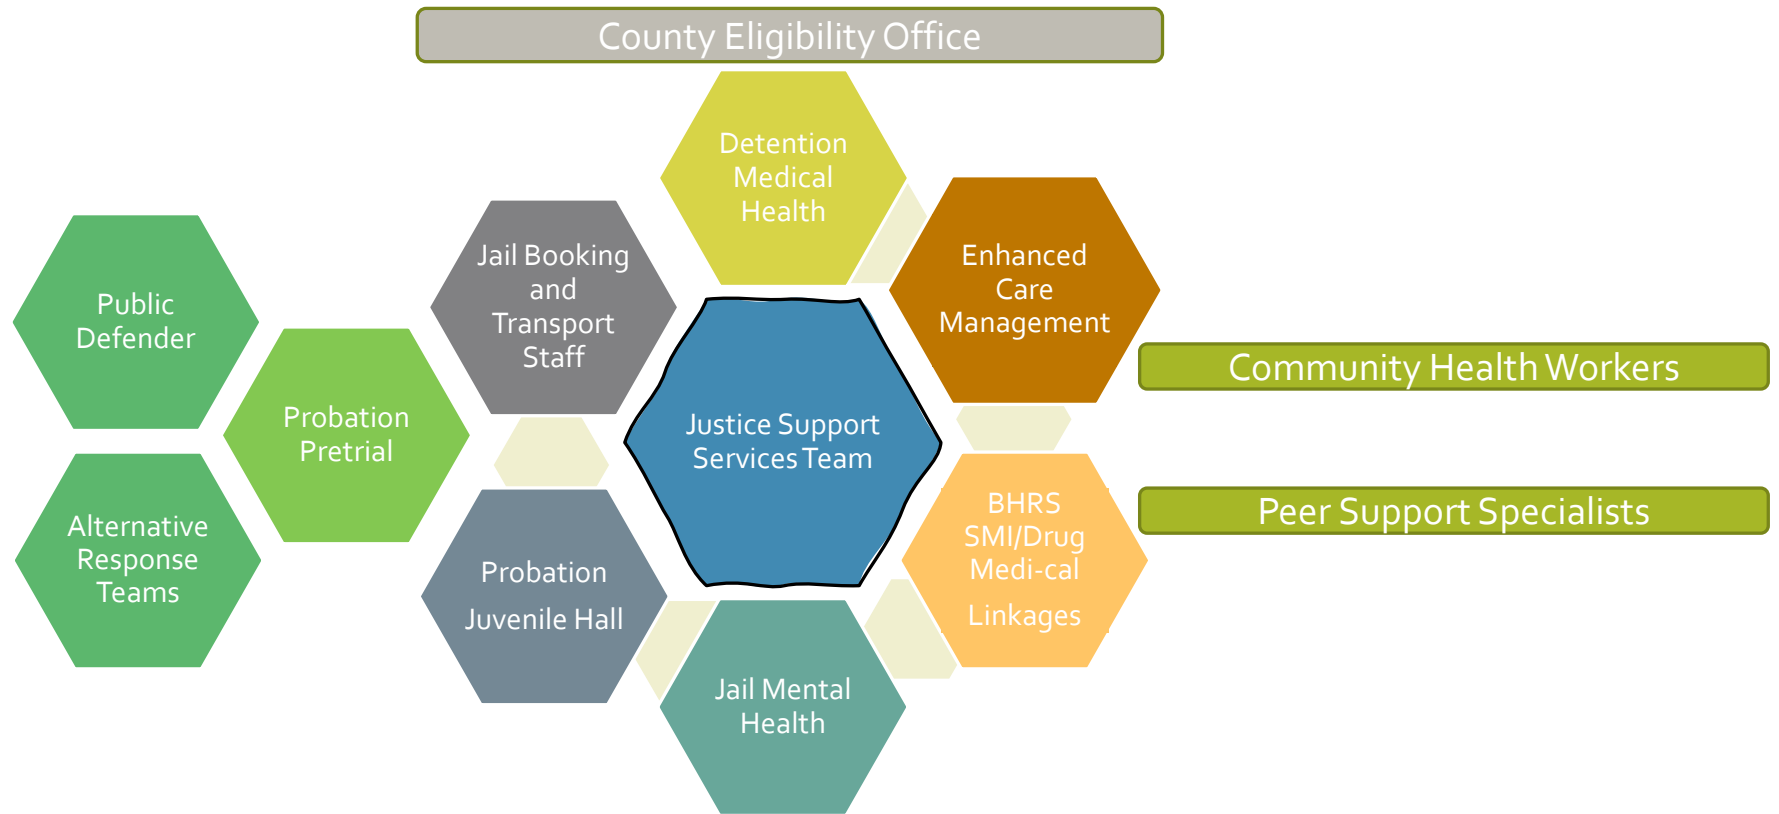 County Eligibility Office
Detention
Medical
Health
Jail Booking
and
Transport
Staff
Enhanced
Care
Management
Public
Defender
Probation
Pretrial
Justice Support
Services Team
Community Health Workers
Alternative
Response
Teams
Probation
Juvenile Hall
BHRS
SMI/Drug
Medi-cal
Linkages
Peer Support Specialists
Jail Mental
Health